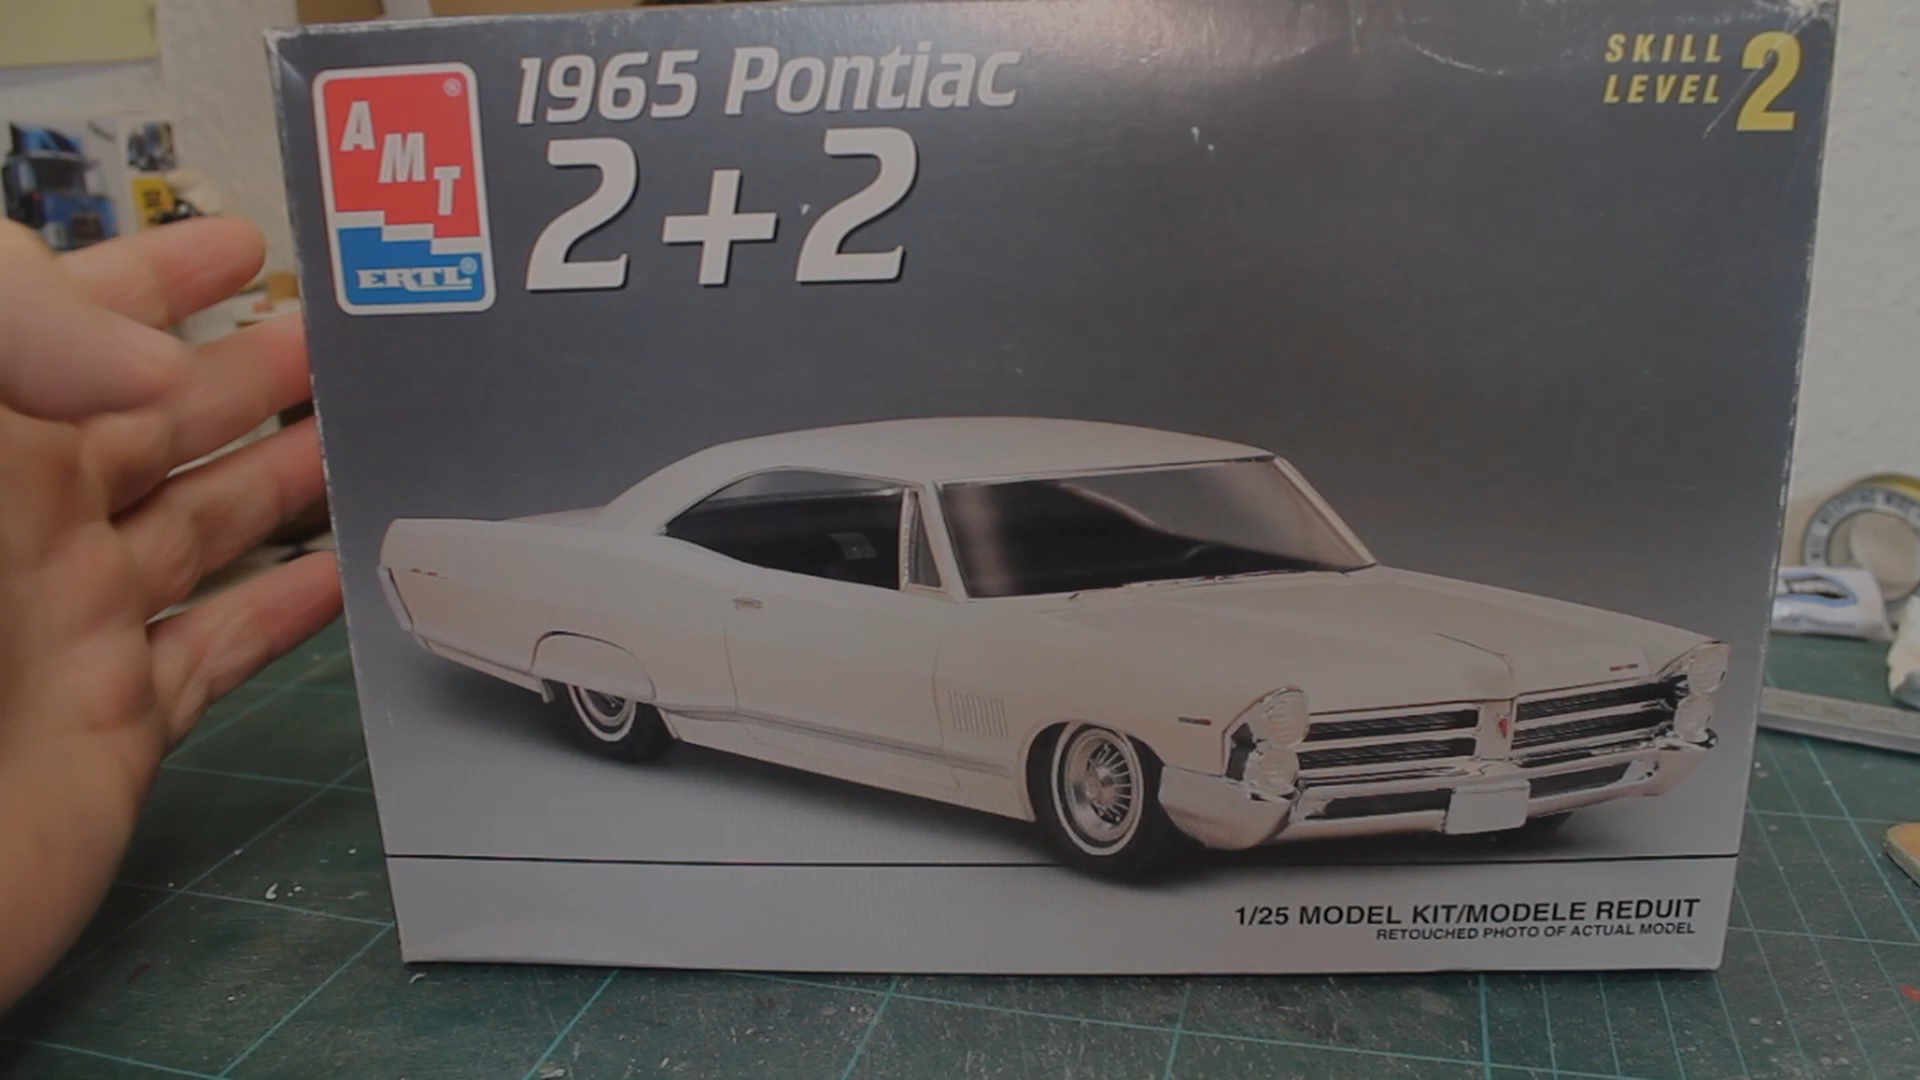 AMT
®
ERTL®
1965 Pontiac
2+2
SKILL
LEVEL 2
1/25 MODEL KIT/MODELE REDUIT
RETOUCHED PHOTO OF ACTUAL MODEL